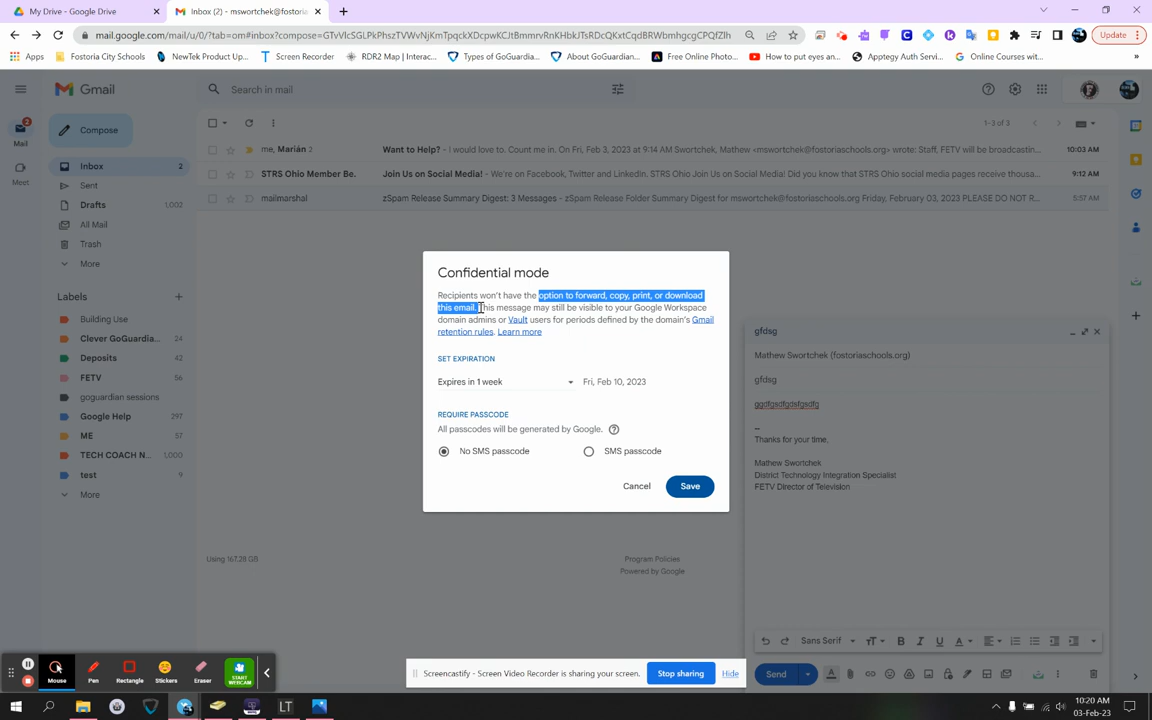 My Drive - Google Drive
Inbox (2) - mswortchek@fostoria
mail.google.com/mail/u/0/?tab=om#inbox?compose=
Update
Apps
Fostoria City Schools
NewTek Product Up...
Screen Recorder
RDR2 Map | Interac...
Types of GoGuardia...
About GoGuardian...
Free Online Photo...
How to put eyes an...
Apptegy Auth Servi...
Online Courses wit...
Gmail
Search in mail
2
Mail
Compose
1-3 of 3
Meet
Inbox 2
Sent
Drafts 1,002
All Mail
Trash
More
Labels
Building Use
Clever GoGuardia... 24
Deposits 42
FETV 56
goguardian sessions
Google Help 297
ME 57
TECH COACH N... 1,000
test 9
More
me, Marián 2 Want to Help? - I would love to. Count me in. On Fri, Feb 3, 2023 at 9:14 AM Swortchek, Mathew <mswortchek@fostoriaschools.org> wrote: Staff, FETV will be broadcasting... 10:03 AM
STRS Ohio Member Be. Join Us on Social Media! - We're on Facebook, Twitter and LinkedIn. STRS Ohio Join Us on Social Media! Did you know that STRS Ohio social media pages receive thousa... 9:12 AM
mailmarshal zSpam Release Summary Digest: 3 Messages - zSpam Release Folder Summary Digest for mswortchek@fostoriaschools.org Friday, February 03, 2023 PLEASE DO NOT R... 5:57 AM
Confidential mode
Recipients won't have the option to forward, copy, print, or download
this email. This message may still be visible to your Google Workspace
domain admins or Vault users for periods defined by the domain's Gmail
retention rules. Learn more
SET EXPIRATION
Expires in 1 week Fri, Feb 10, 2023
REQUIRE PASSCODE
All passcodes will be generated by Google.
No SMS passcode SMS passcode
Cancel Save
gfdsg
Mathew Swortchek (fostoriaschools.org)
gfdsg
ggdfgsdfgdsfgsdfg
--
Thanks for your time,
Mathew Swortchek
District Technology Integration Specialist
FETV Director of Television
Sans Serif
Send
Using 167.28 GB
Program Policies
Powered by Google
Mouse
Pen
Rectangle
Stickers
Eraser
START
WEBCAM
Screencastify - Screen Video Recorder is sharing your screen.
Stop sharing
Hide
LT
10:20 AM
03-Feb-23